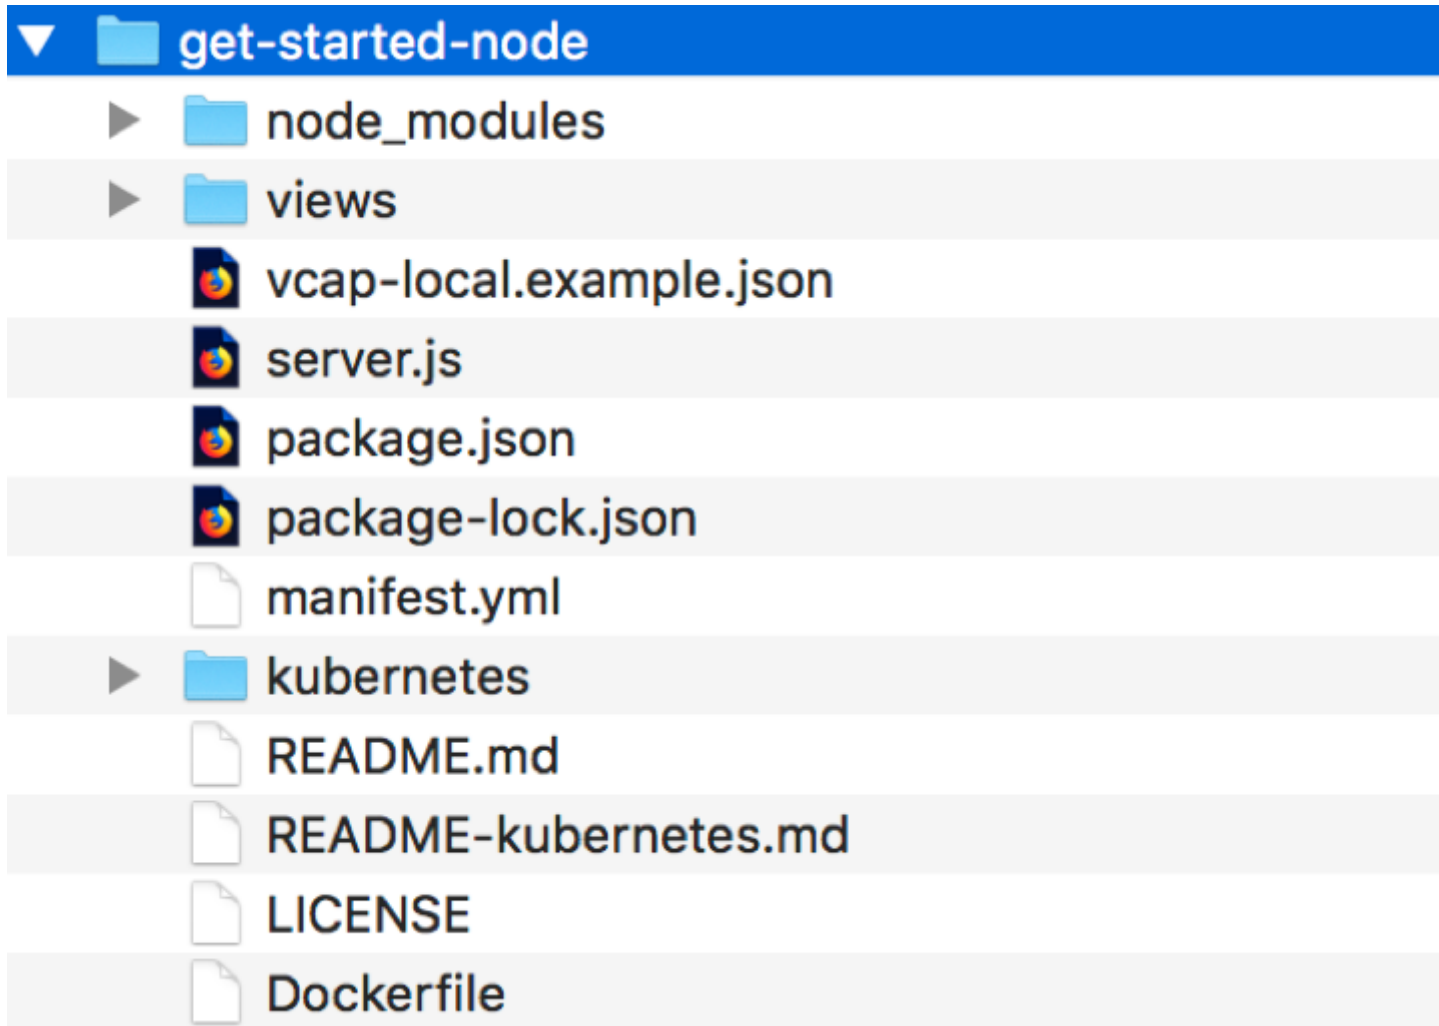 get-started-node
node_modules
views
vcap-local.example.json
server.js
package.json
package-lock.json
manifest.yml
kubernetes
README.md
README-kubernetes.md
LICENSE
Dockerfile